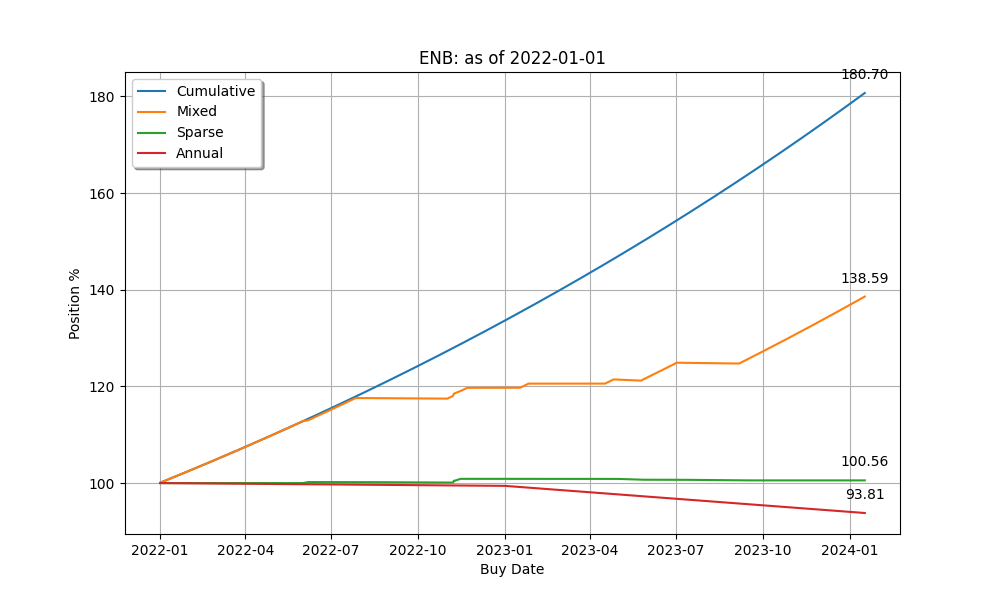 ENB: as of 2022-01-01
Cumulative
Mixed
Sparse
Annual
180.70
138.59
100.56
93.81
180
160
140
120
100
Position %
2022-01 2022-04 2022-07 2022-10 2023-01 2023-04 2023-07 2023-10 2024-01
Buy Date